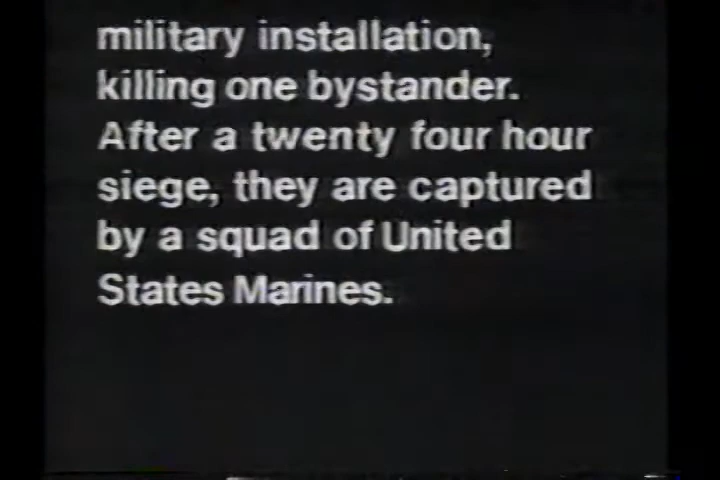 military installation,
killing one bystander.
After a twenty four hour
siege, they are captured
by a squad of United
States Marines.